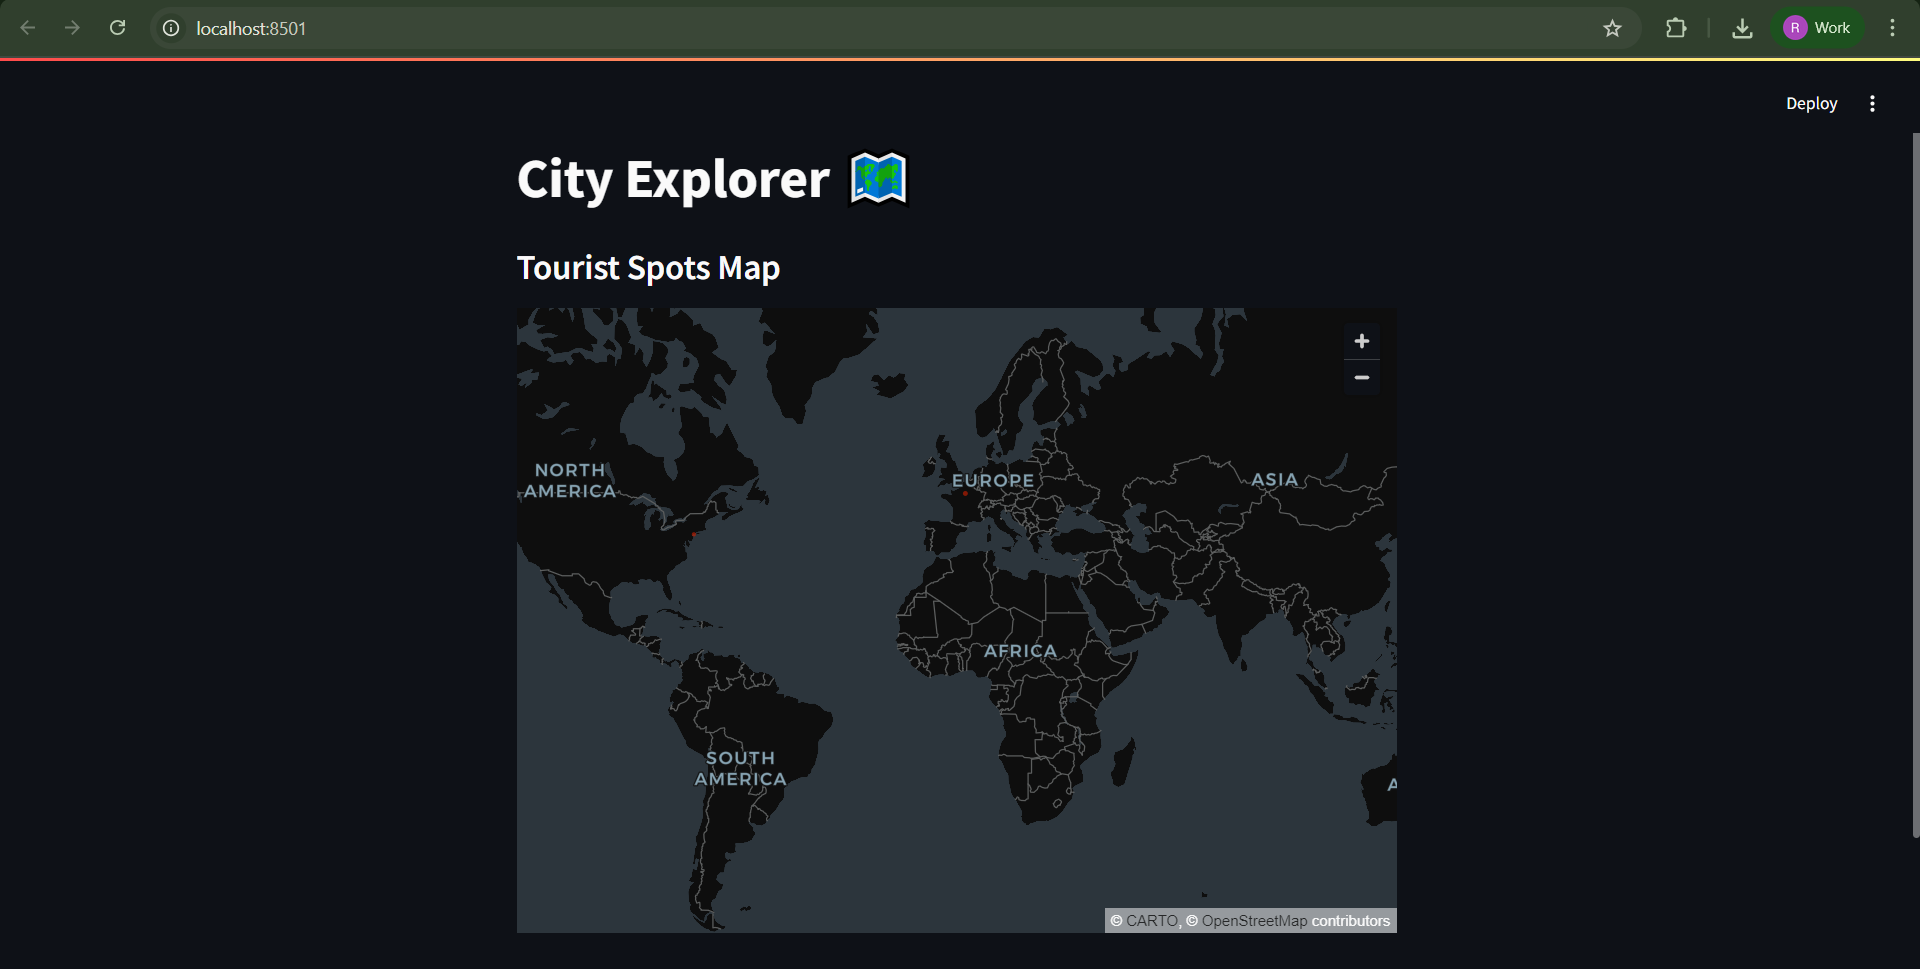 localhost:8501
R Work
Deploy
City Explorer
Tourist Spots Map
NORTH
AMERICA
EUROPE
ASIA
AFRICA
SOUTH
AMERICA
A
© CARTO, © OpenStreetMap contributors